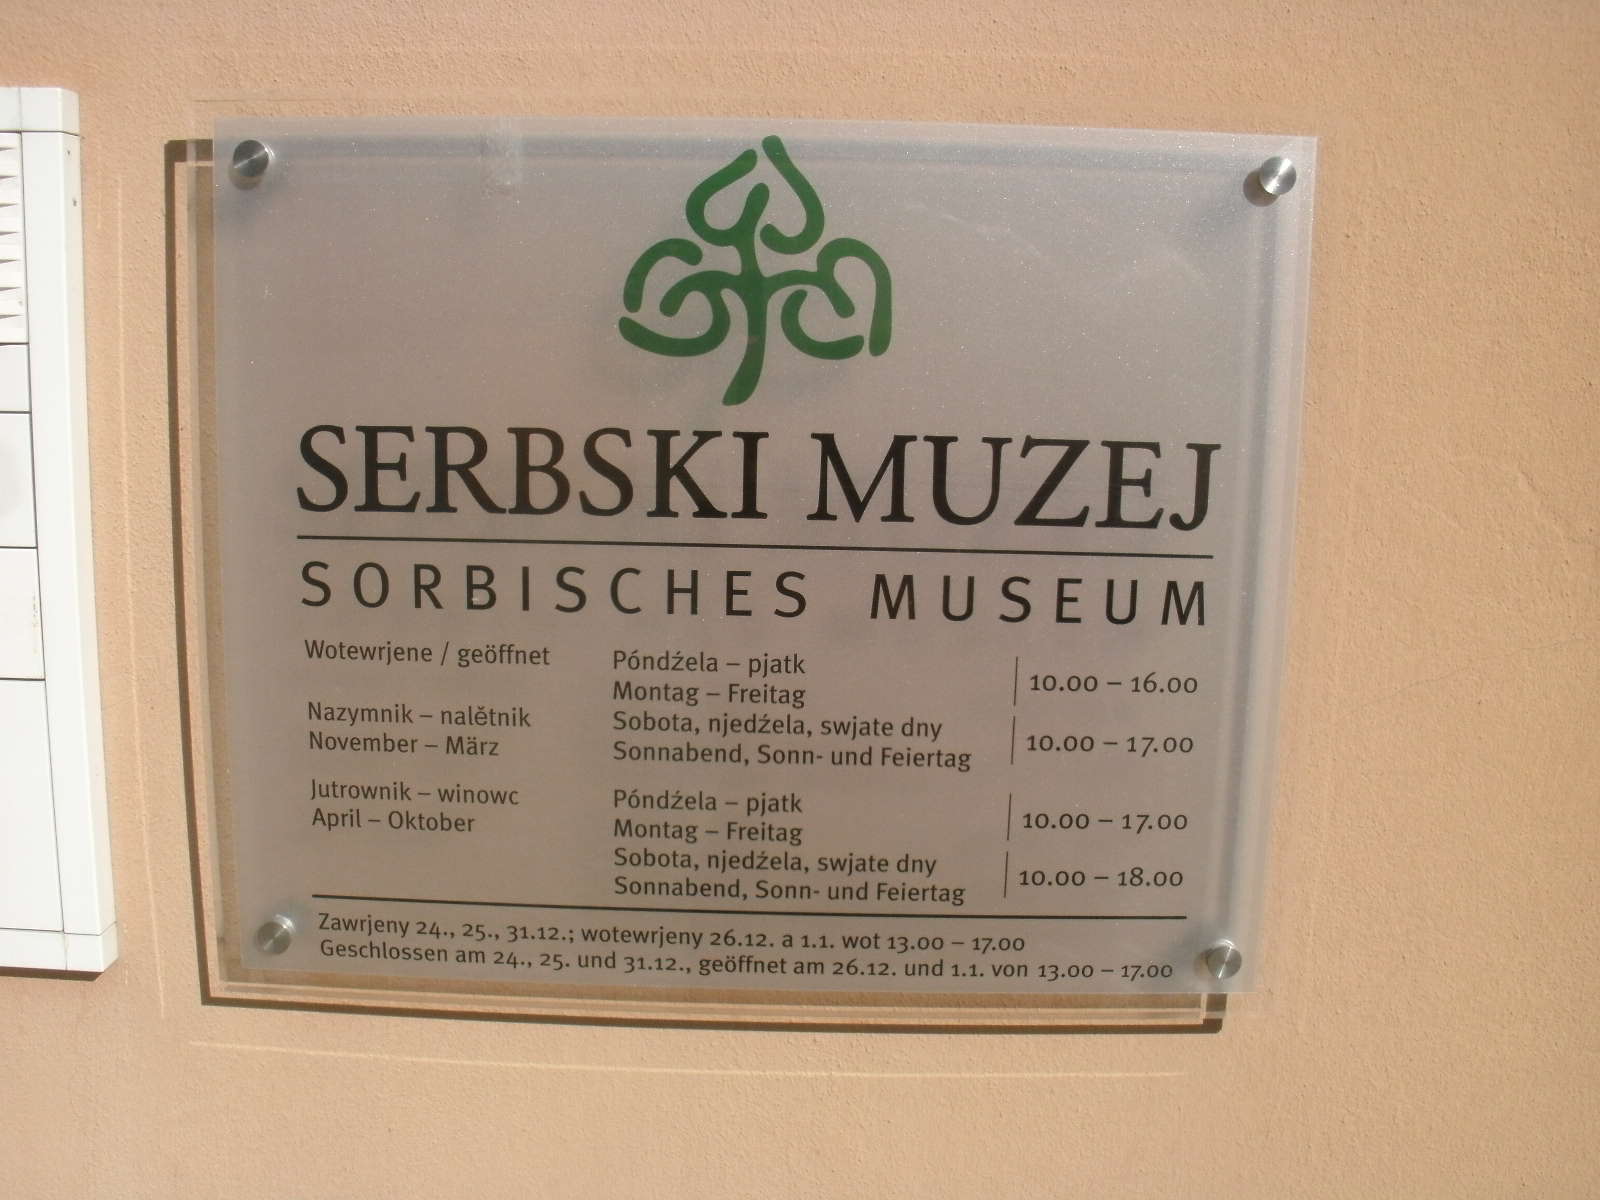 SERBSKI MUZEJ
SORBISCHES MUSEUM
Wotewrjene / geöffnet
Póndźela – pjatk
Montag – Freitag
10.00 – 16.00
Nazymnik – nalětnik
November – März
Sobota, njedźela, swjate dny
Sonnabend, Sonn- und Feiertag
10.00 – 17.00
Jutrownik – winowc
April – Oktober
Póndźela – pjatk
Montag – Freitag
10.00 – 17.00
Sobota, njedźela, swjate dny
Sonnabend, Sonn- und Feiertag
10.00 – 18.00
Zawrjeny 24., 25., 31.12.; wotewrjeny 26.12. a 1.1. wot 13.00 – 17.00
Geschlossen am 24., 25. und 31.12., geöffnet am 26.12. und 1.1. von 13.00 – 17.00